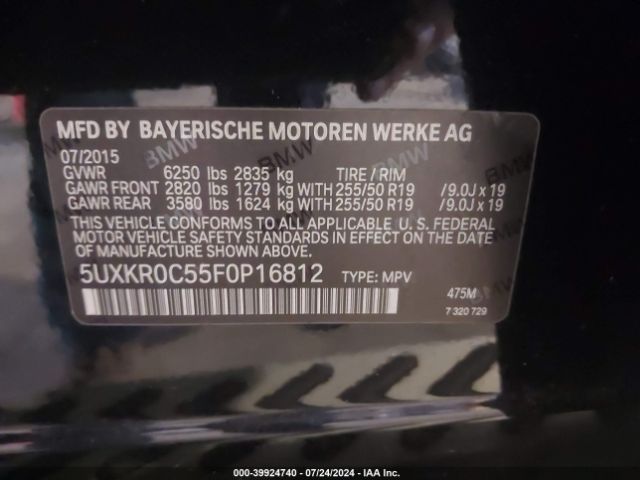 MFD BY BAYERISCHE MOTOREN WERKE AG
07/2015
GVWR 6250 lbs 2835 kg TIRE / RIM
GAWR FRONT 2820 lbs 1279 kg WITH 255/50 R19 /9.0J x 19
GAWR REAR 3580 lbs 1624 kg WITH 255/50 R19 /9.0J x 19
THIS VEHICLE CONFORMS TO ALL APPLICABLE U. S. FEDERAL
MOTOR VEHICLE SAFETY STANDARDS IN EFFECT ON THE DATE
OF MANUFACTURE SHOWN ABOVE.
5UXKR0C55F0P16812 TYPE: MPV
475M
7 320 729
BMW BMW BMW
000-39924740 - 07/24/2024 - IAA Inc.